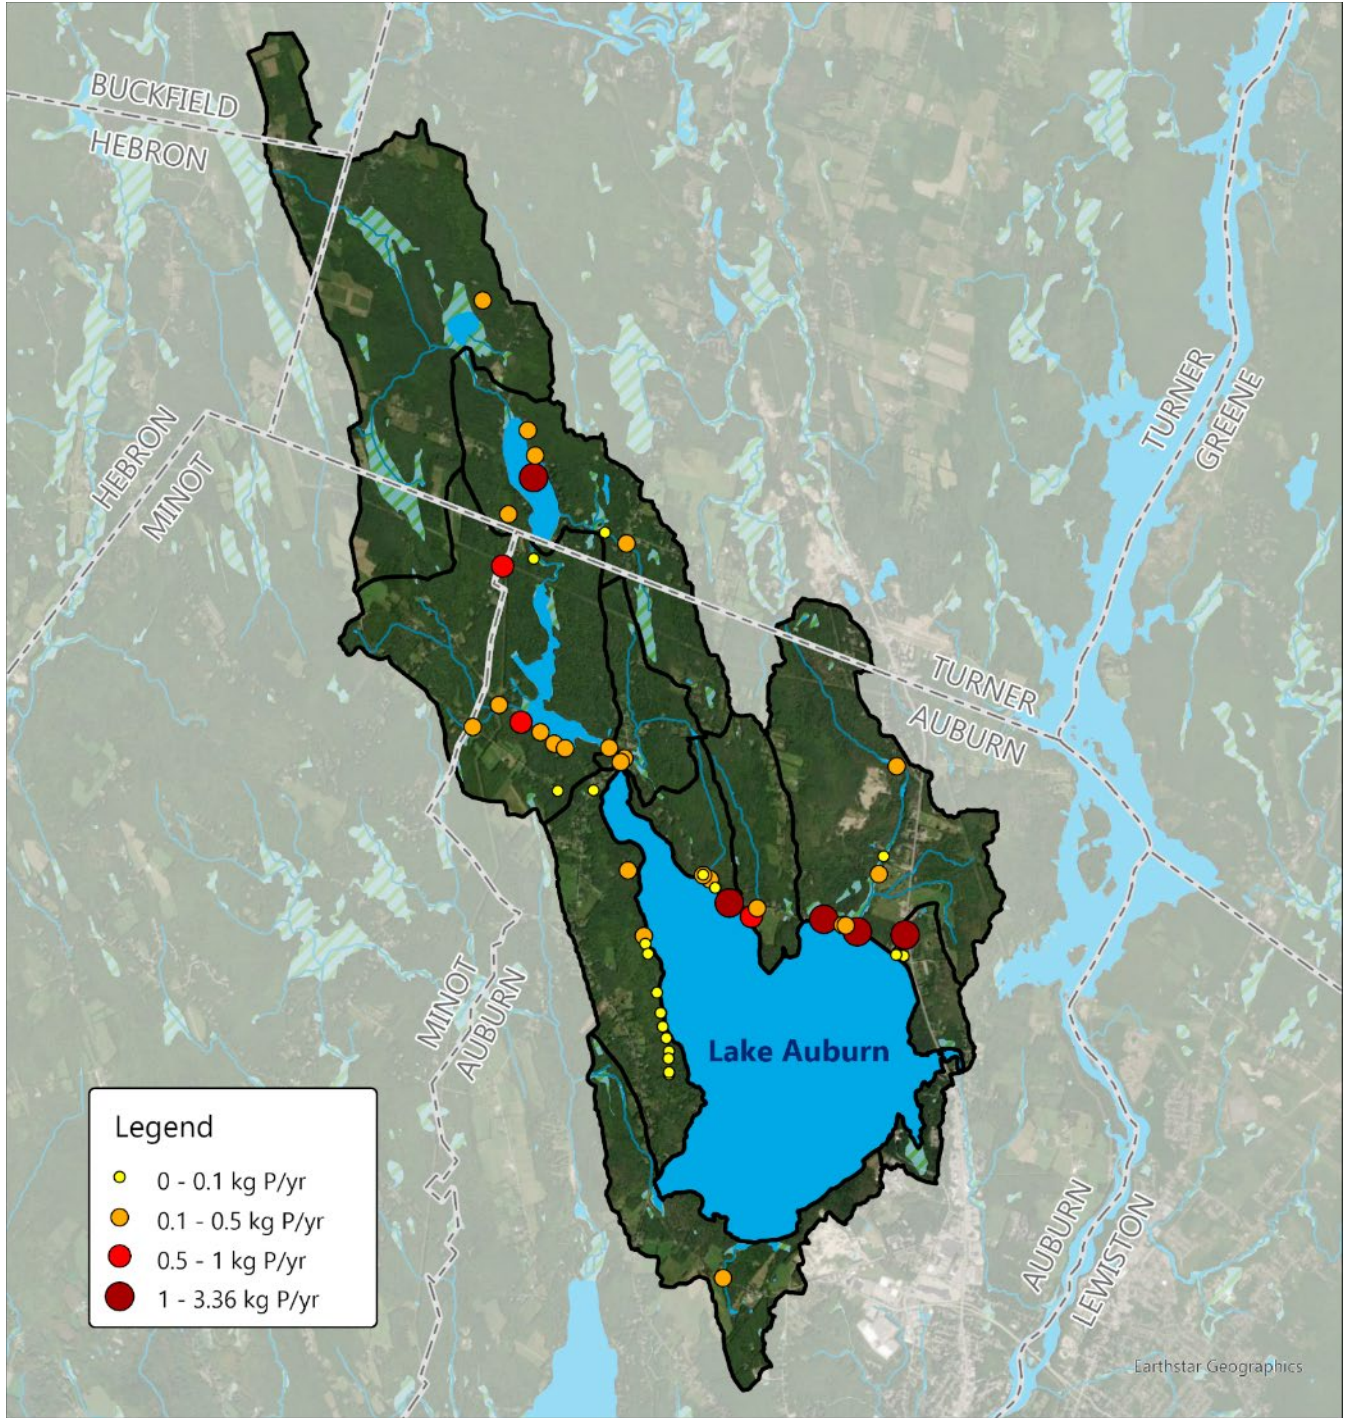 BUCKFIELD
HEBRON
TURNER
GREENE
HEBRON
MINOT
TURNER
AUBURN
MINOT
AUBURN
Lake Auburn
Legend
0 - 0.1 kg P/yr
0.1 - 0.5 kg P/yr
0.5 - 1 kg P/yr
1 - 3.36 kg P/yr
AUBURN
LEWISTON
Earthstar Geographics